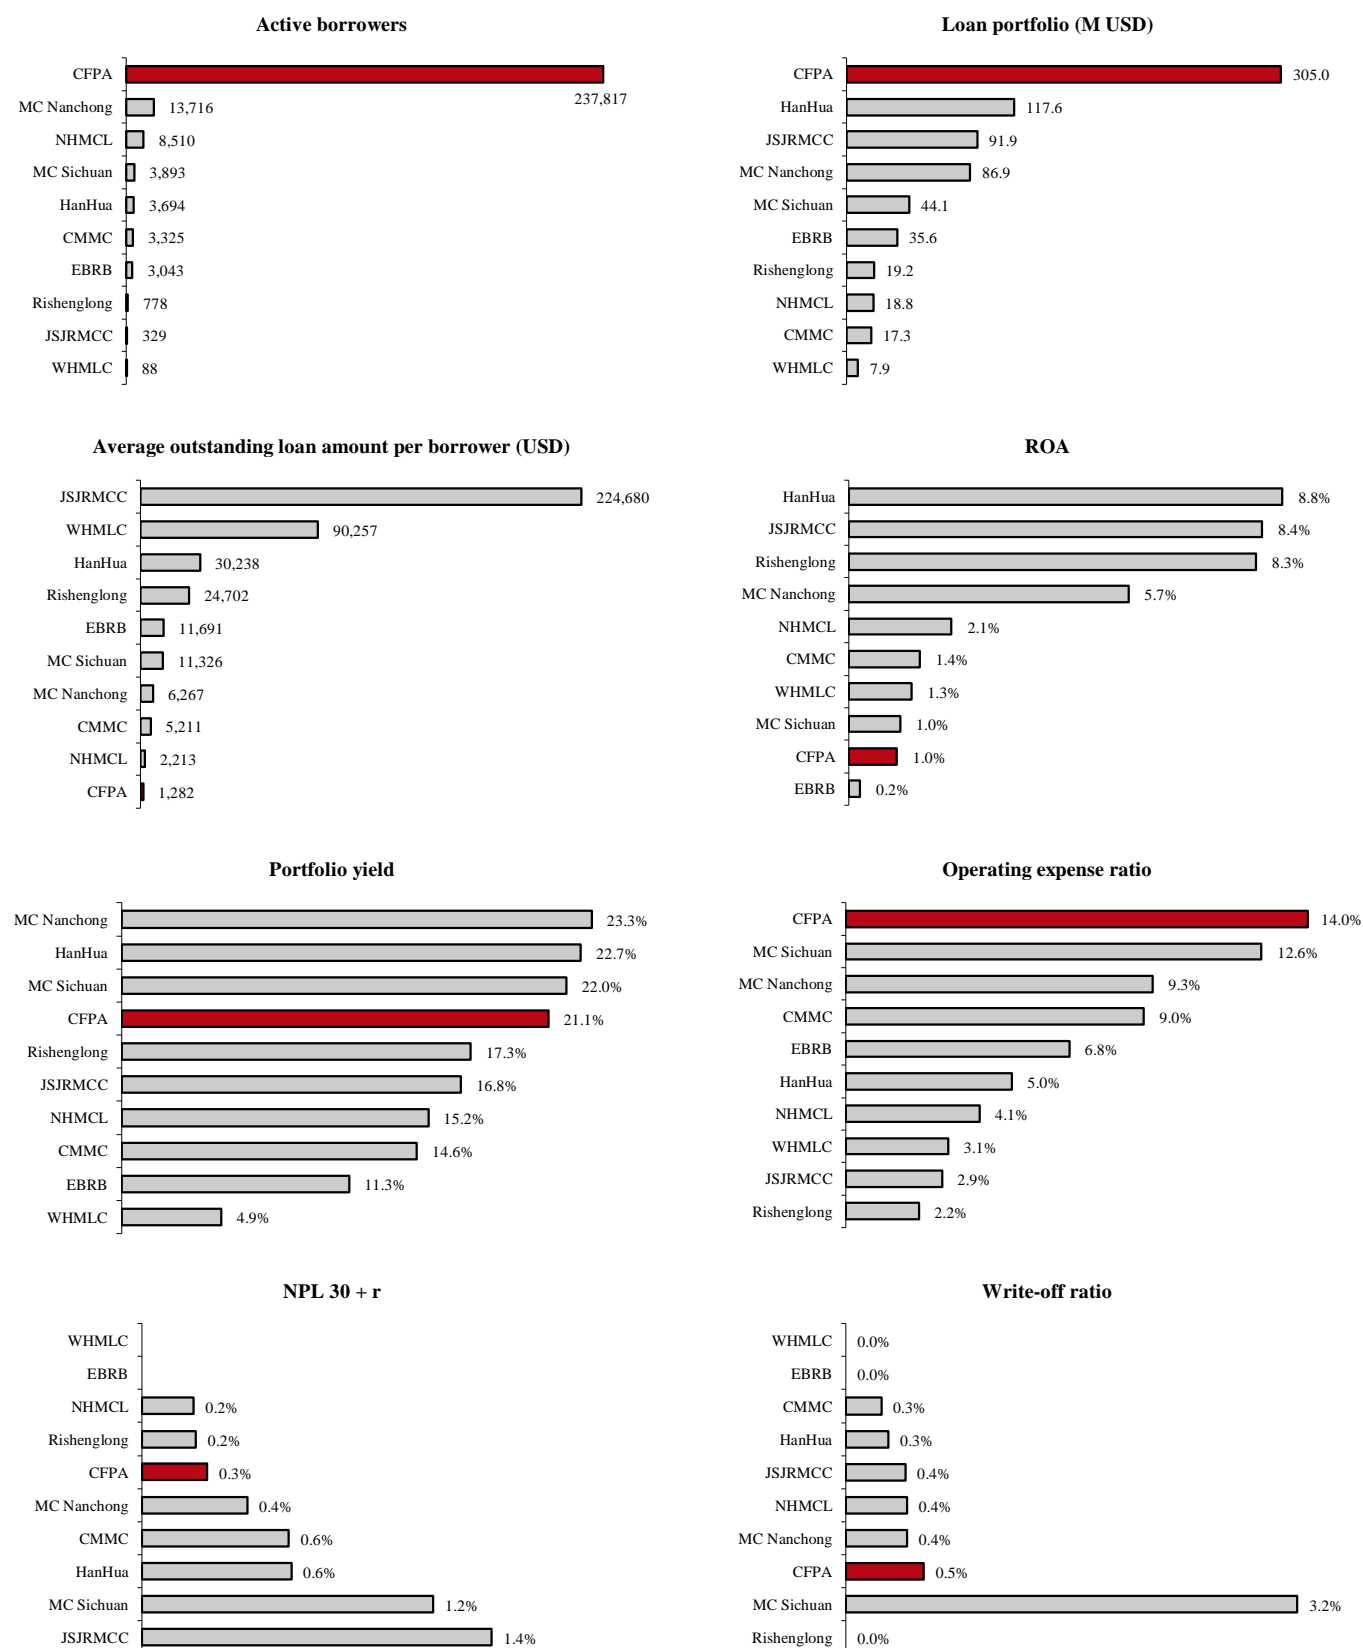 Active borrowers
CFPA 237,817
MC Nanchong 13,716
NHMCL 8,510
MC Sichuan 3,893
HanHua 3,694
CMMC 3,325
EBRB 3,043
Rishenglong 778
JSJRMCC 329
WHMLC 88
Loan portfolio (M USD)
CFPA 305.0
HanHua 117.6
JSJRMCC 91.9
MC Nanchong 86.9
MC Sichuan 44.1
EBRB 35.6
Rishenglong 19.2
NHMCL 18.8
CMMC 17.3
WHMLC 7.9
Average outstanding loan amount per borrower (USD)
JSJRMCC 224,680
WHMLC 90,257
HanHua 30,238
Rishenglong 24,702
EBRB 11,691
MC Sichuan 11,326
MC Nanchong 6,267
CMMC 5,211
NHMCL 2,213
CFPA 1,282
ROA
HanHua 8.8%
JSJRMCC 8.4%
Rishenglong 8.3%
MC Nanchong 5.7%
NHMCL 2.1%
CMMC 1.4%
WHMLC 1.3%
MC Sichuan 1.0%
CFPA 1.0%
EBRB 0.2%
Portfolio yield
MC Nanchong 23.3%
HanHua 22.7%
MC Sichuan 22.0%
CFPA 21.1%
Rishenglong 17.3%
JSJRMCC 16.8%
NHMCL 15.2%
CMMC 14.6%
EBRB 11.3%
WHMLC 4.9%
Operating expense ratio
CFPA 14.0%
MC Sichuan 12.6%
MC Nanchong 9.3%
CMMC 9.0%
EBRB 6.8%
HanHua 5.0%
NHMCL 4.1%
WHMLC 3.1%
JSJRMCC 2.9%
Rishenglong 2.2%
NPL 30 + r
WHMLC
EBRB
NHMCL 0.2%
Rishenglong 0.2%
CFPA 0.3%
MC Nanchong 0.4%
CMMC 0.6%
HanHua 0.6%
MC Sichuan 1.2%
JSJRMCC 1.4%
Write-off ratio
WHMLC 0.0%
EBRB 0.0%
CMMC 0.3%
HanHua 0.3%
JSJRMCC 0.4%
NHMCL 0.4%
MC Nanchong 0.4%
CFPA 0.5%
MC Sichuan 3.2%
Rishenglong 0.0%